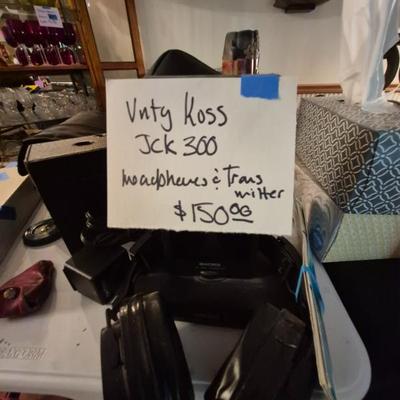 Vnty Koss
JCK 300
headphones & Trans
mitter
$150.00